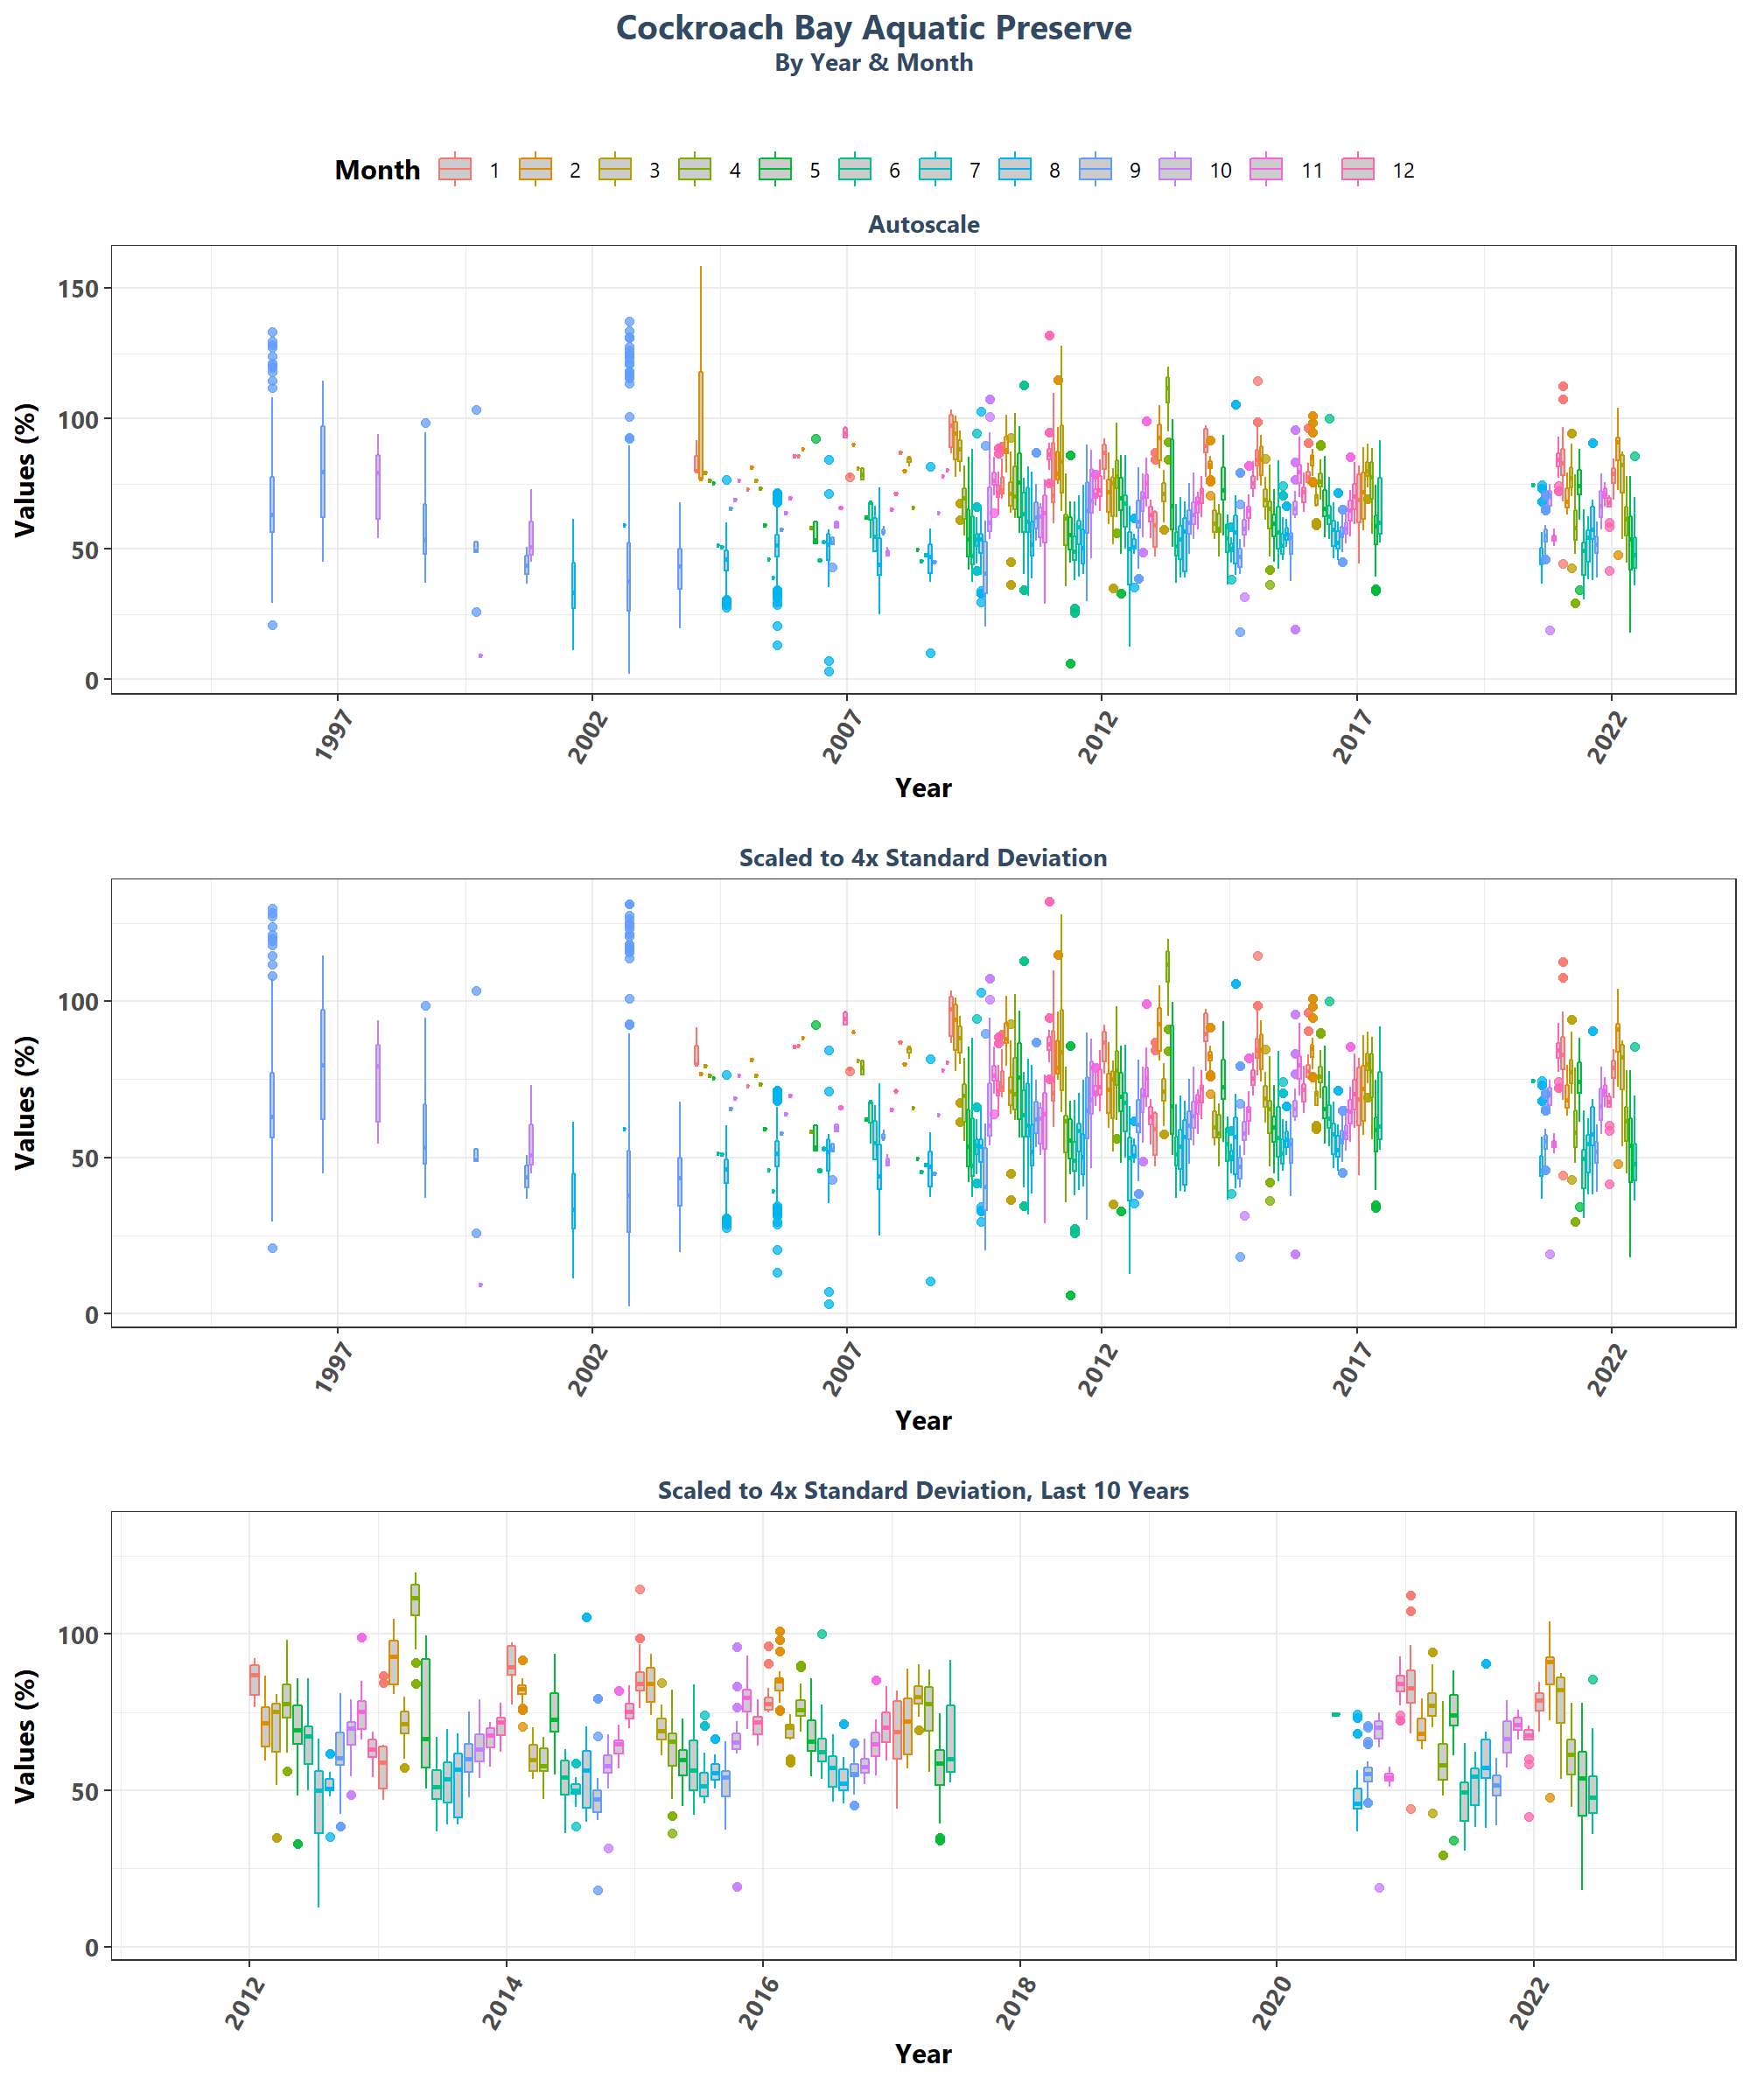 Cockroach Bay Aquatic Preserve
By Year & Month
Month 1 2 3 4 5 6 7 8 9 10 11 12
Autoscale
Values (%)
150
100
50
0
1997 2002 2007 2012 2017 2022
Year
Scaled to 4x Standard Deviation
Values (%)
100
50
0
1997 2002 2007 2012 2017 2022
Year
Scaled to 4x Standard Deviation, Last 10 Years
Values (%)
100
50
0
2012 2014 2016 2018 2020 2022
Year